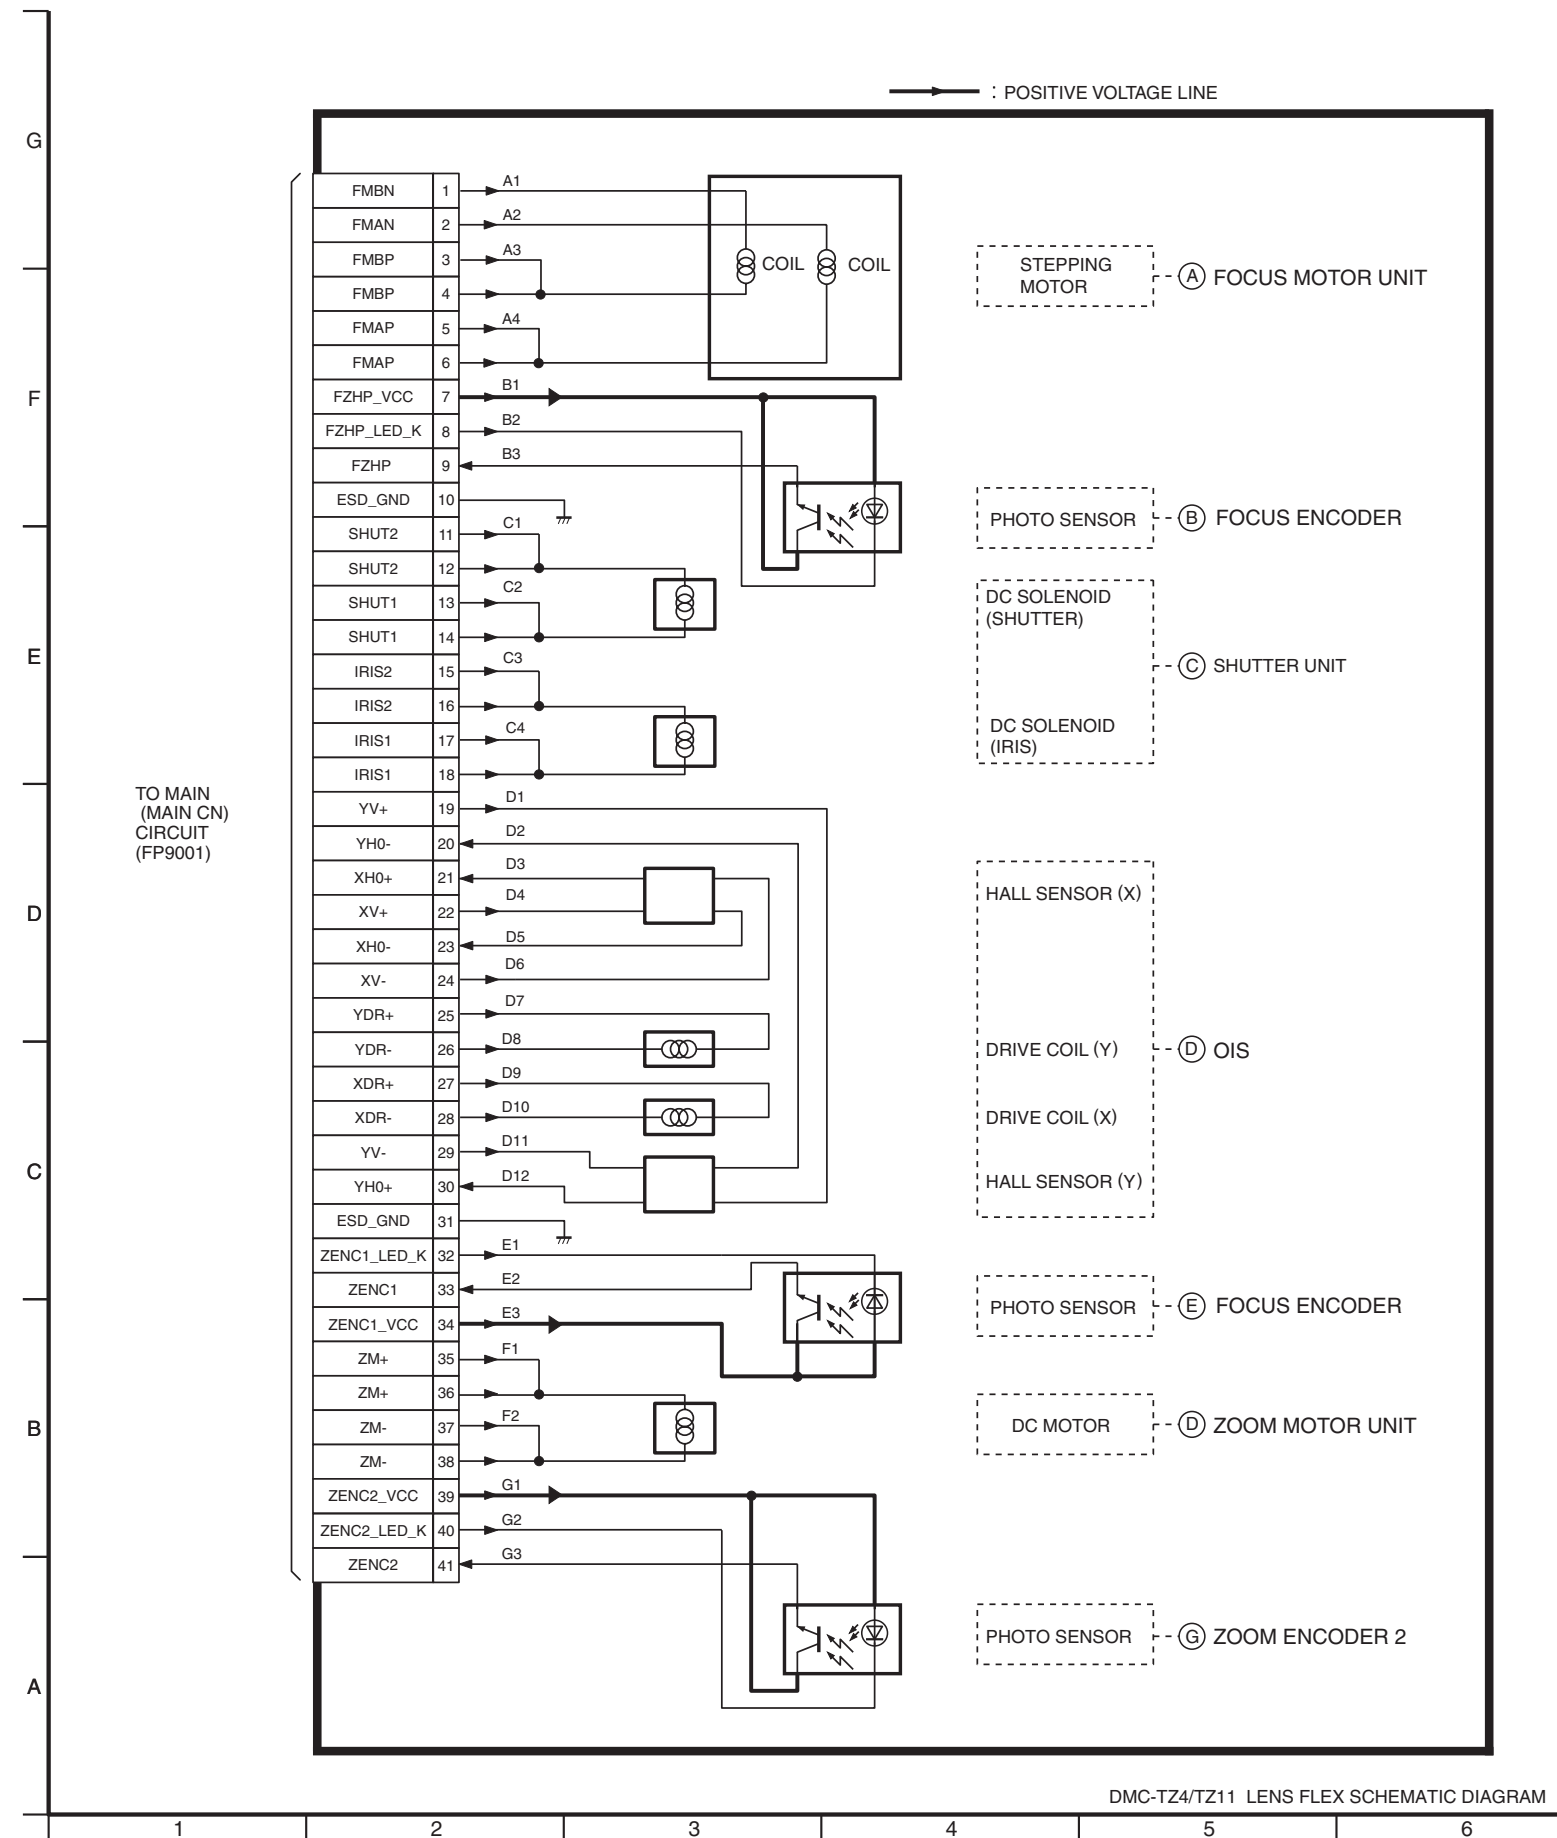 : POSITIVE VOLTAGE LINE
G
F
E
D
C
B
A
TO MAIN
(MAIN CN)
CIRCUIT
(FP9001)
FMBN 1 A1
FMAN 2 A2
FMBP 3 A3
FMBP 4
FMAP 5 A4
FMAP 6
FZHP_VCC 7 B1
FZHP_LED_K 8 B2
FZHP 9 B3
ESD_GND 10
SHUT2 11 C1
SHUT2 12
SHUT1 13 C2
SHUT1 14
IRIS2 15 C3
IRIS2 16
IRIS1 17 C4
IRIS1 18
YV+ 19 D1
YH0- 20 D2
XH0+ 21 D3
XV+ 22 D4
XH0- 23 D5
XV- 24 D6
YDR+ 25 D7
YDR- 26 D8
XDR+ 27 D9
XDR- 28 D10
YV- 29 D11
YH0+ 30 D12
ESD_GND 31
ZENC1_LED_K 32 E1
ZENC1 33 E2
ZENC1_VCC 34 E3
ZM+ 35 F1
ZM+ 36
ZM- 37 F2
ZM- 38
ZENC2_VCC 39 G1
ZENC2_LED_K 40 G2
ZENC2 41 G3
COIL COIL
STEPPING
MOTOR
A FOCUS MOTOR UNIT
PHOTO SENSOR B FOCUS ENCODER
DC SOLENOID
(SHUTTER)
C SHUTTER UNIT
DC SOLENOID
(IRIS)
HALL SENSOR (X)
DRIVE COIL (Y) D OIS
DRIVE COIL (X)
HALL SENSOR (Y)
PHOTO SENSOR E FOCUS ENCODER
DC MOTOR D ZOOM MOTOR UNIT
PHOTO SENSOR G ZOOM ENCODER 2
DMC-TZ4/TZ11 LENS FLEX SCHEMATIC DIAGRAM
1 2 3 4 5 6